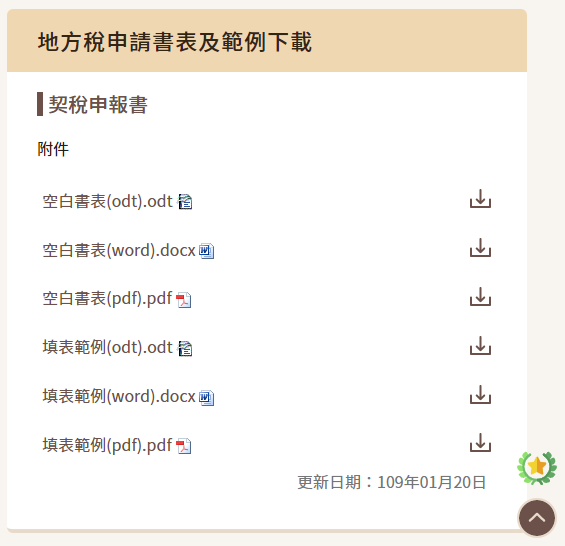 地方稅申請書表及範例下載
契稅申報書
附件
空白書表(odt).odt
空白書表(word).docx
空白書表(pdf).pdf
填表範例(odt).odt
填表範例(word).docx
填表範例(pdf).pdf
更新日期：109年01月20日